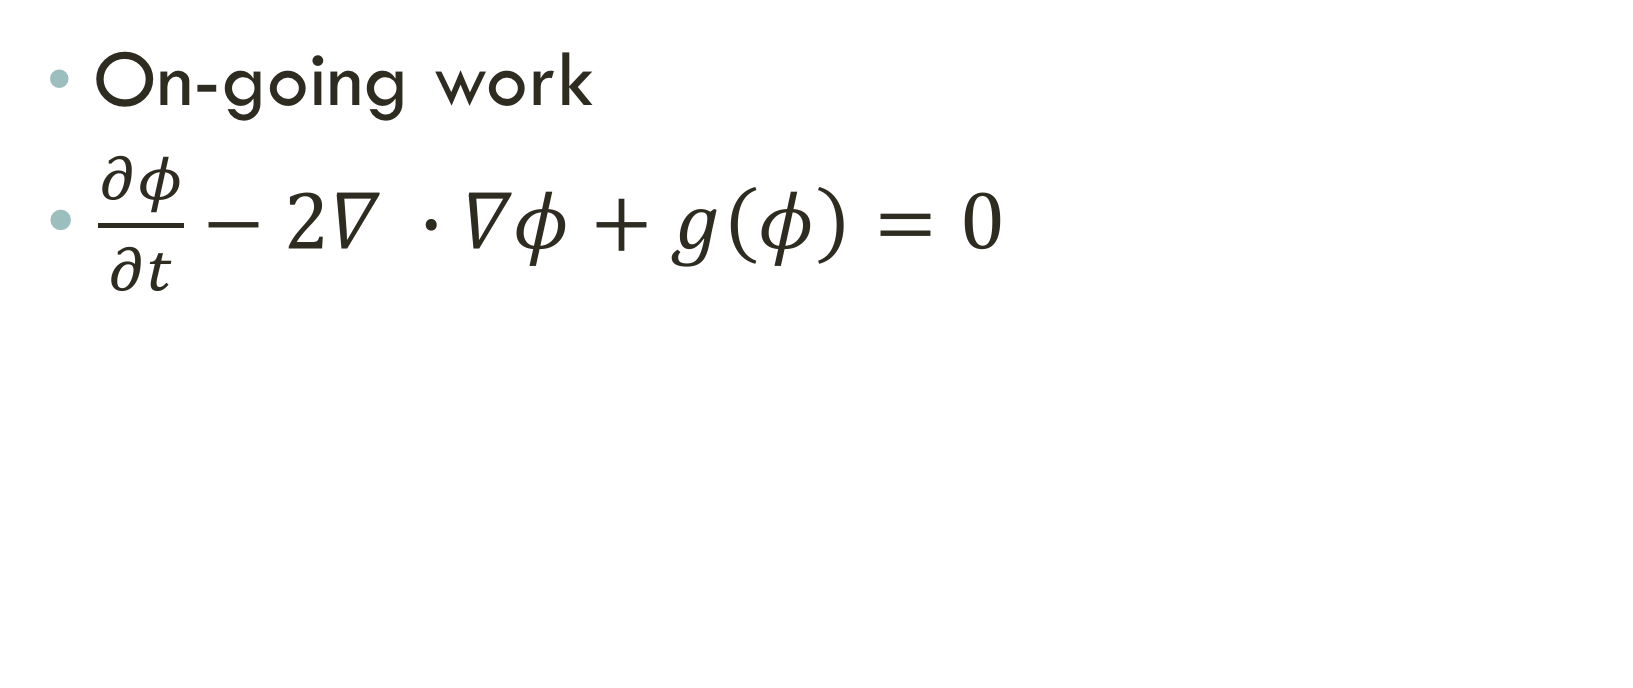 • On-going work
• ∂ϕ/∂t − 2∇ · ∇ϕ + g(ϕ) = 0